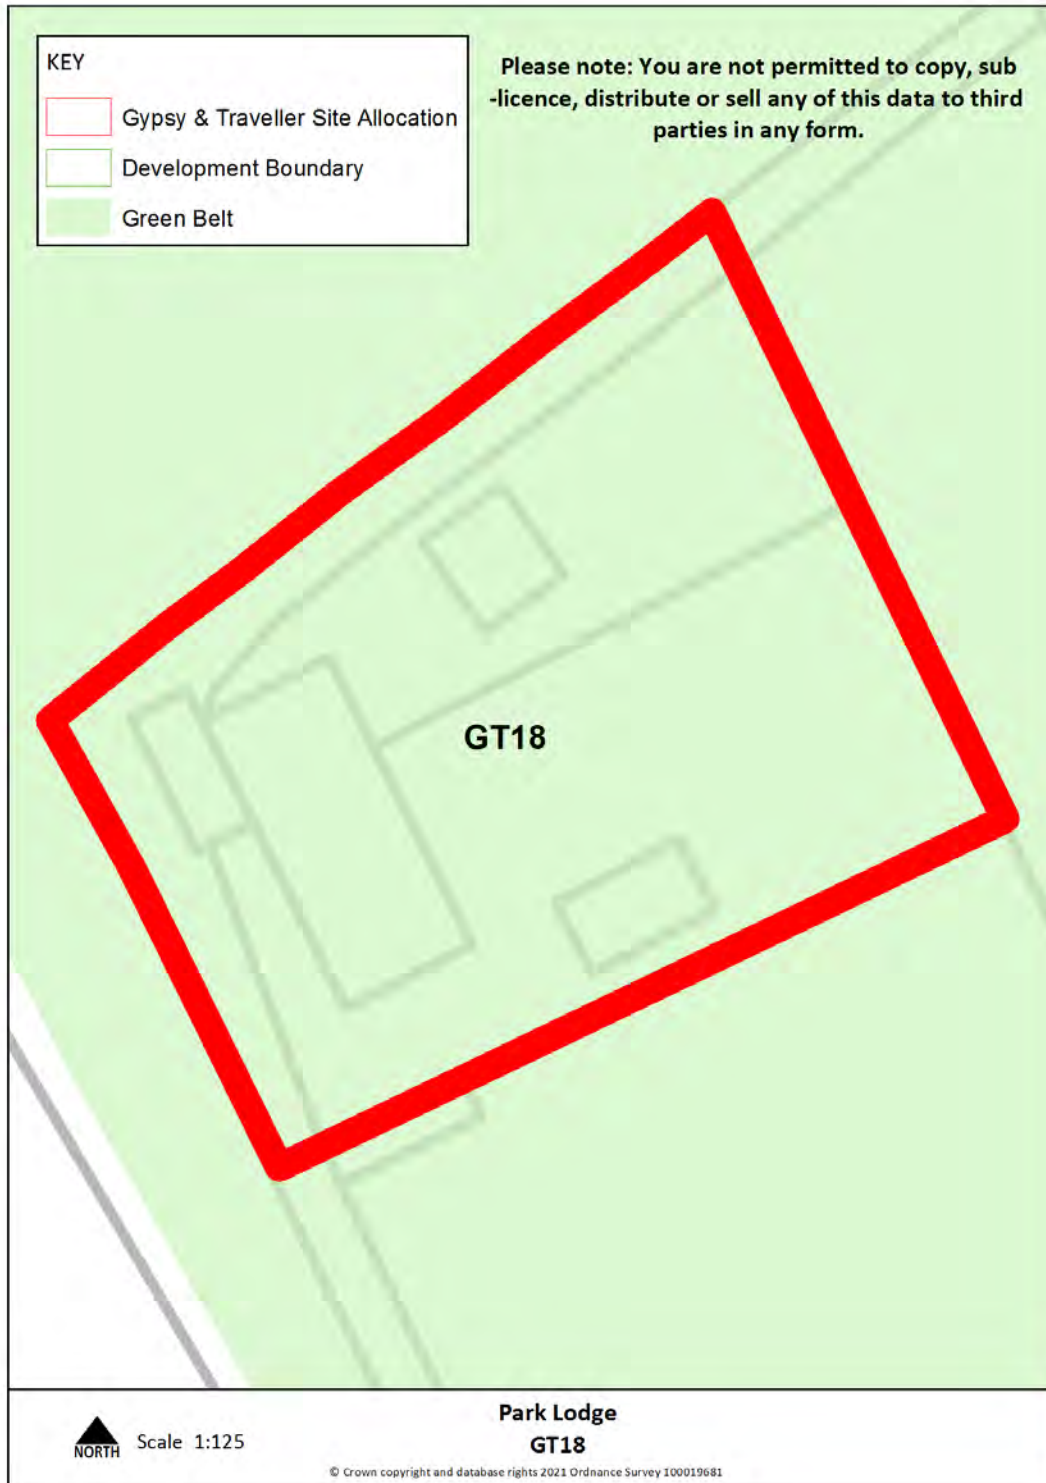 KEY
Gypsy & Traveller Site Allocation
Development Boundary
Green Belt
Please note: You are not permitted to copy, sub
-licence, distribute or sell any of this data to third
parties in any form.
GT18
NORTH
Scale 1:125
Park Lodge
GT18
© Crown copyright and database rights 2021 Ordnance Survey 100019681